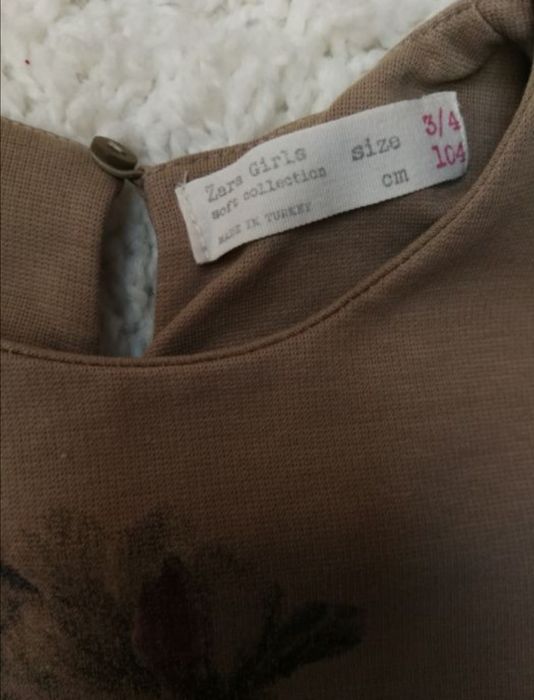 Zara Girls
soft collection
MADE IN TURKEY
size 3/4
cm 104